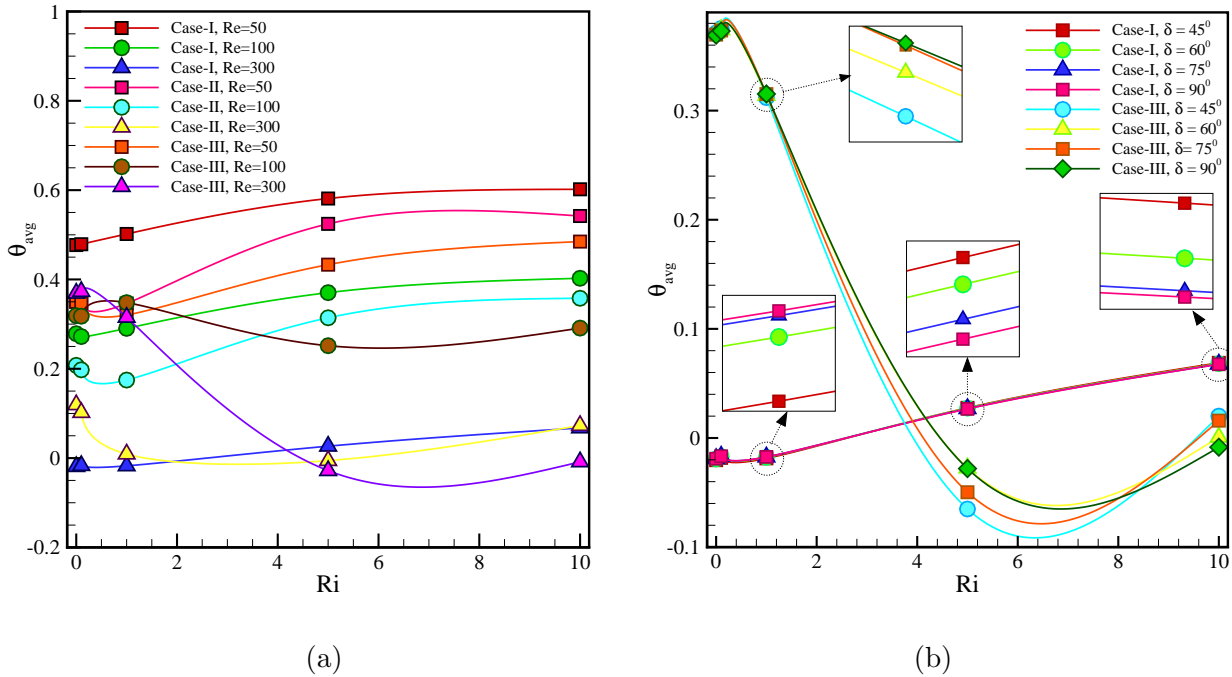 1
0.8
0.6
0.4
0.2
0
-0.2
θavg
0 2 4 6 8 10
Ri
Case-I, Re=50
Case-I, Re=100
Case-I, Re=300
Case-II, Re=50
Case-II, Re=100
Case-II, Re=300
Case-III, Re=50
Case-III, Re=100
Case-III, Re=300
(a)
0.3
0.2
0.1
0
-0.1
θavg
0 2 4 6 8 10
Ri
Case-I, δ = 45⁰
Case-I, δ = 60⁰
Case-I, δ = 75⁰
Case-I, δ = 90⁰
Case-III, δ = 45⁰
Case-III, δ = 60⁰
Case-III, δ = 75⁰
Case-III, δ = 90⁰
(b)